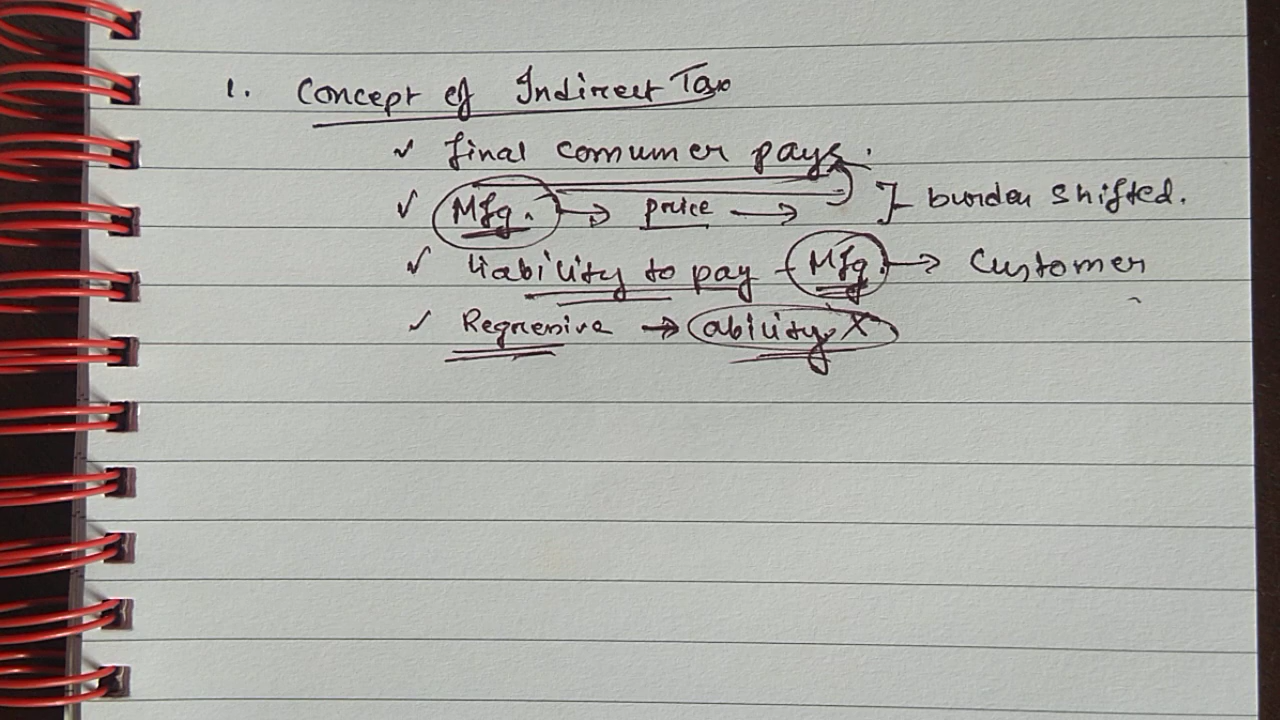 1. Concept of Indirect Tax
✓ final consumer pays.
✓ Mfg. → price → } burden shifted.
✓ liability to pay - Mfg. → Customer
✓ Regressive → ability X